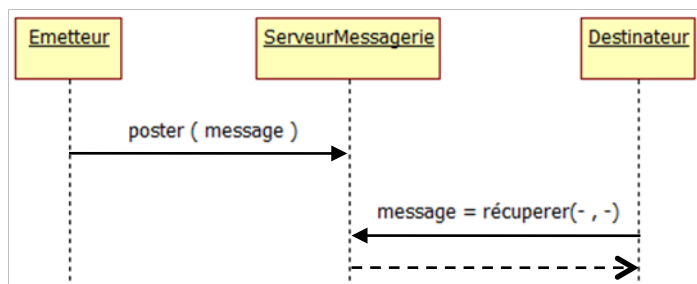 Emetteur
ServeurMessagerie
Destinateur
poster ( message )
message = récuperer(- , -)